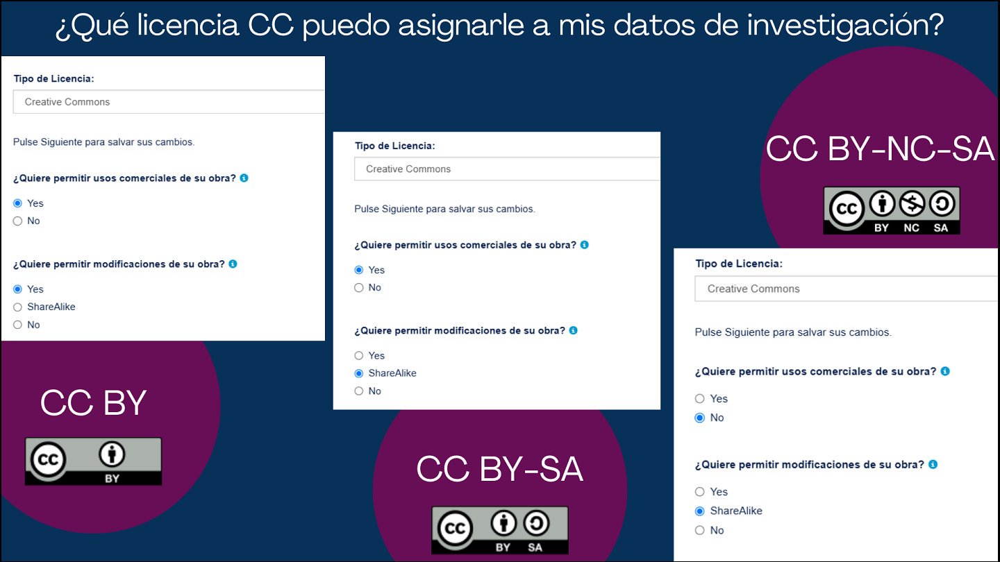 ¿Qué licencia CC puedo asignarle a mis datos de investigación?
Tipo de Licencia:
Creative Commons
Pulse Siguiente para salvar sus cambios.
¿Quiere permitir usos comerciales de su obra?
Yes
No
¿Quiere permitir modificaciones de su obra?
Yes
ShareAlike
No
CC BY
CC
BY
Tipo de Licencia:
Creative Commons
Pulse Siguiente para salvar sus cambios.
¿Quiere permitir usos comerciales de su obra?
Yes
No
¿Quiere permitir modificaciones de su obra?
Yes
ShareAlike
No
CC BY-SA
CC
BY SA
CC BY-NC-SA
CC
BY NC SA
Tipo de Licencia:
Creative Commons
Pulse Siguiente para salvar sus cambios.
¿Quiere permitir usos comerciales de su obra?
Yes
No
¿Quiere permitir modificaciones de su obra?
Yes
ShareAlike
No